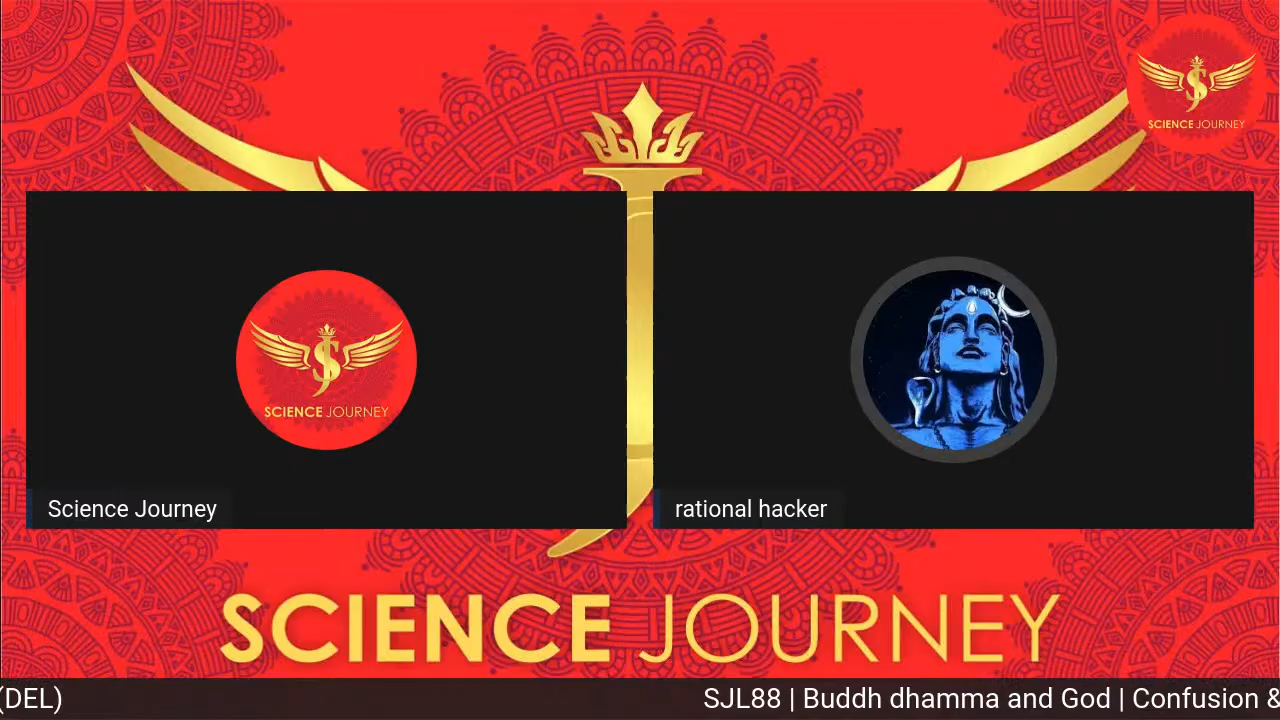 SCIENCE JOURNEY
SCIENCE JOURNEY
Science Journey
rational hacker
SCIENCE JOURNEY
(DEL)
SJL88 | Buddh dhamma and God | Confusion &